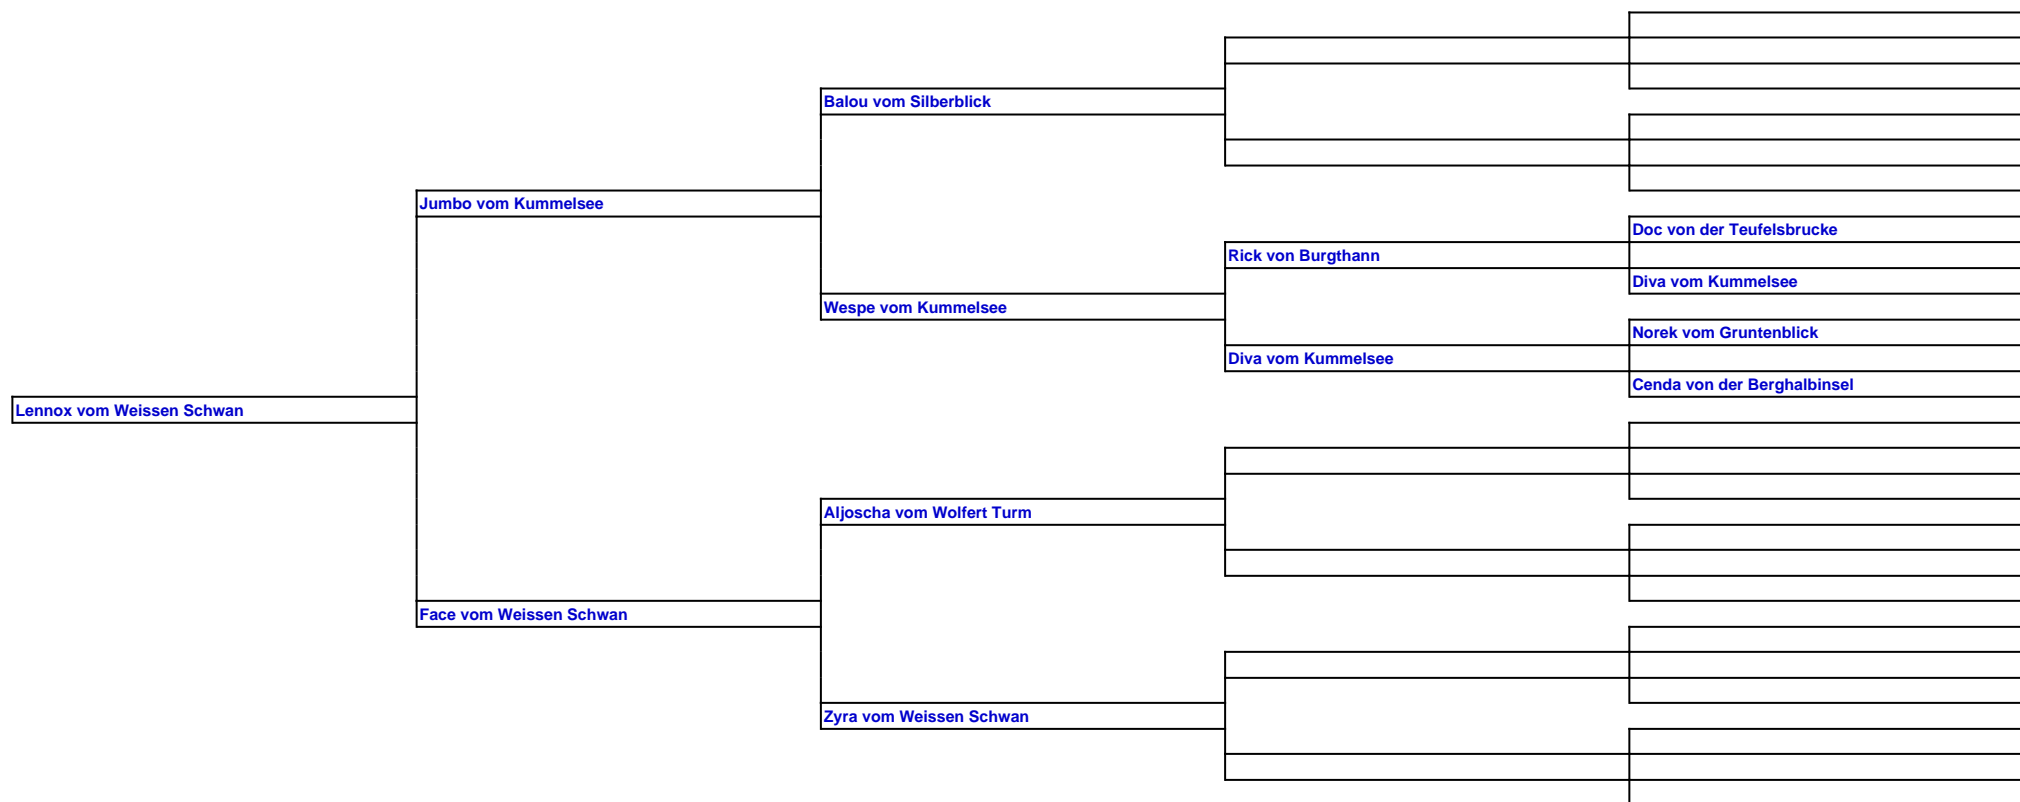 Balou vom Silberblick
Jumbo vom Kummelsee
Doc von der Teufelsbrucke
Rick von Burgthann
Diva vom Kummelsee
Wespe vom Kummelsee
Norek vom Gruntenblick
Diva vom Kummelsee
Cenda von der Berghalbinsel
Lennox vom Weissen Schwan
Aljoscha vom Wolfert Turm
Face vom Weissen Schwan
Zyra vom Weissen Schwan